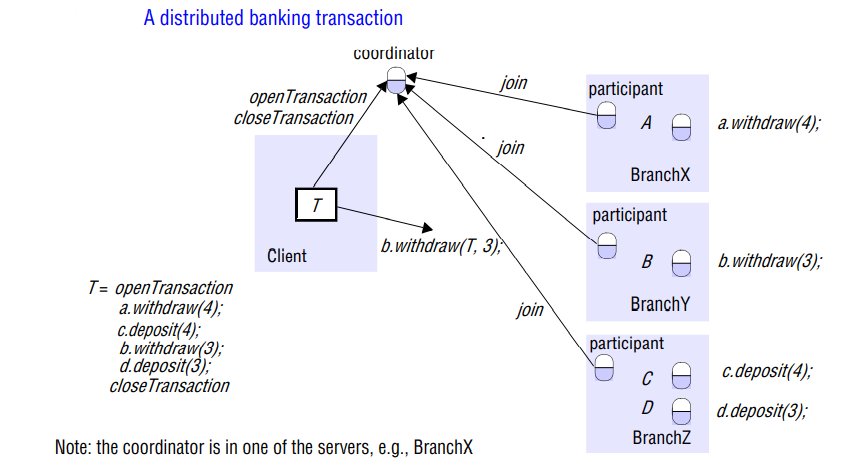 A distributed banking transaction
coordinator
join
participant
openTransaction
closeTransaction
A
a.withdraw(4);
join
BranchX
T
participant
Client
b.withdraw(T, 3);
B
b.withdraw(3);
BranchY
T = openTransaction
a.withdraw(4);
c.deposit(4);
b.withdraw(3);
d.deposit(3);
closeTransaction
join
participant
C
c.deposit(4);
D
d.deposit(3);
BranchZ
Note: the coordinator is in one of the servers, e.g., BranchX